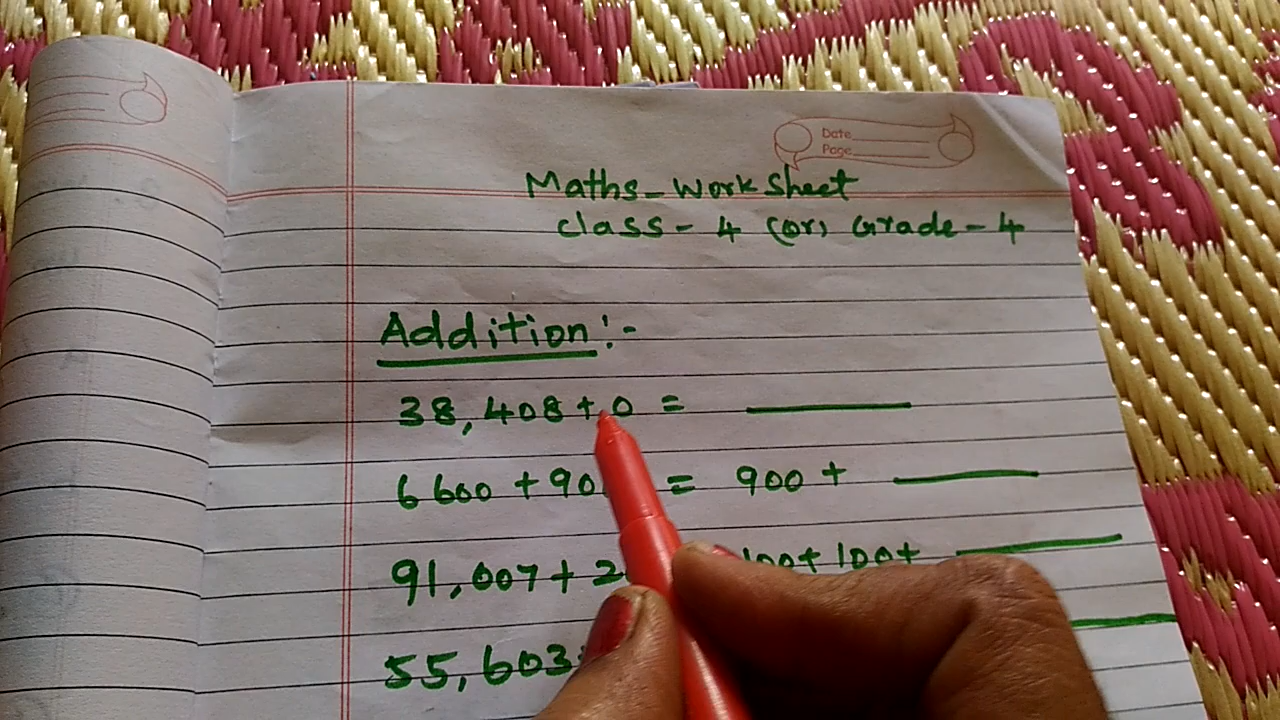 Date
Page
Maths-Work Sheet
Class - 4 (or) Grade - 4
Addition:-
38,408 + 0 =
6600 + 90 = 900 +
91,007 + 2 100 + 100 +
55,603